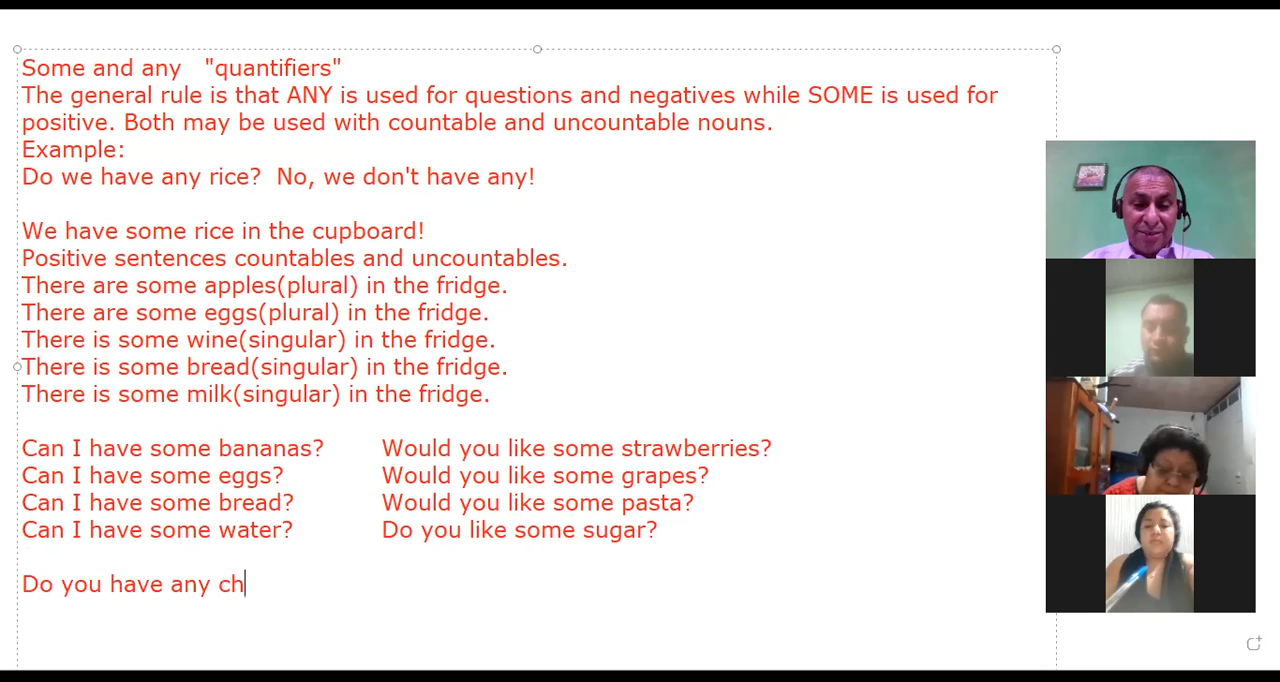 Some and any "quantifiers"
The general rule is that ANY is used for questions and negatives while SOME is used for
positive. Both may be used with countable and uncountable nouns.
Example:
Do we have any rice? No, we don't have any!
We have some rice in the cupboard!
Positive sentences countables and uncountables.
There are some apples(plural) in the fridge.
There are some eggs(plural) in the fridge.
There is some wine(singular) in the fridge.
There is some bread(singular) in the fridge.
There is some milk(singular) in the fridge.
Can I have some bananas? Would you like some strawberries?
Can I have some eggs? Would you like some grapes?
Can I have some bread? Would you like some pasta?
Can I have some water? Do you like some sugar?
Do you have any ch